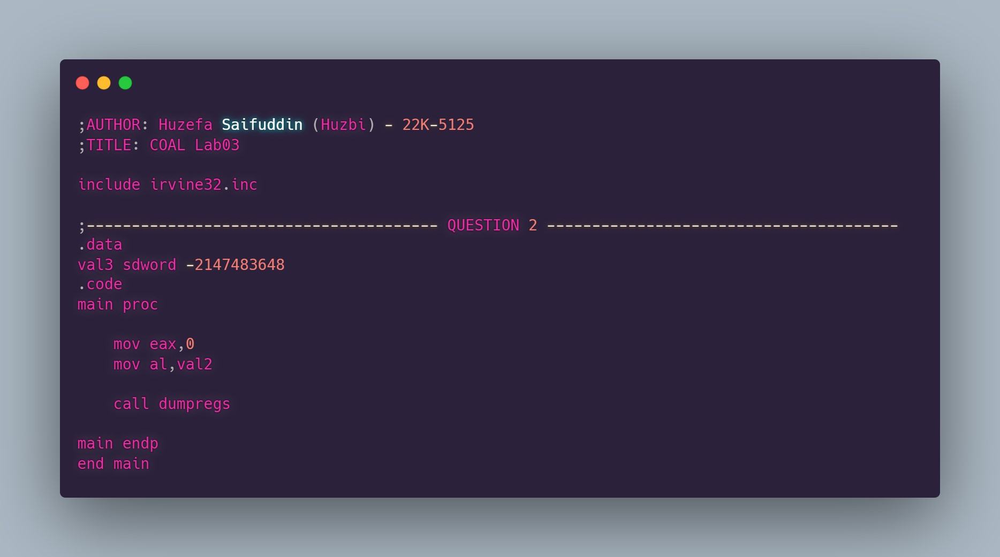 ;AUTHOR: Huzefa Saifuddin (Huzbi) - 22K-5125
;TITLE: COAL Lab03
include irvine32.inc
;--------------------------------------- QUESTION 2 ---------------------------------------
.data
val3 sdword -2147483648
.code
main proc
mov eax,0
mov al,val2
call dumpregs
main endp
end main